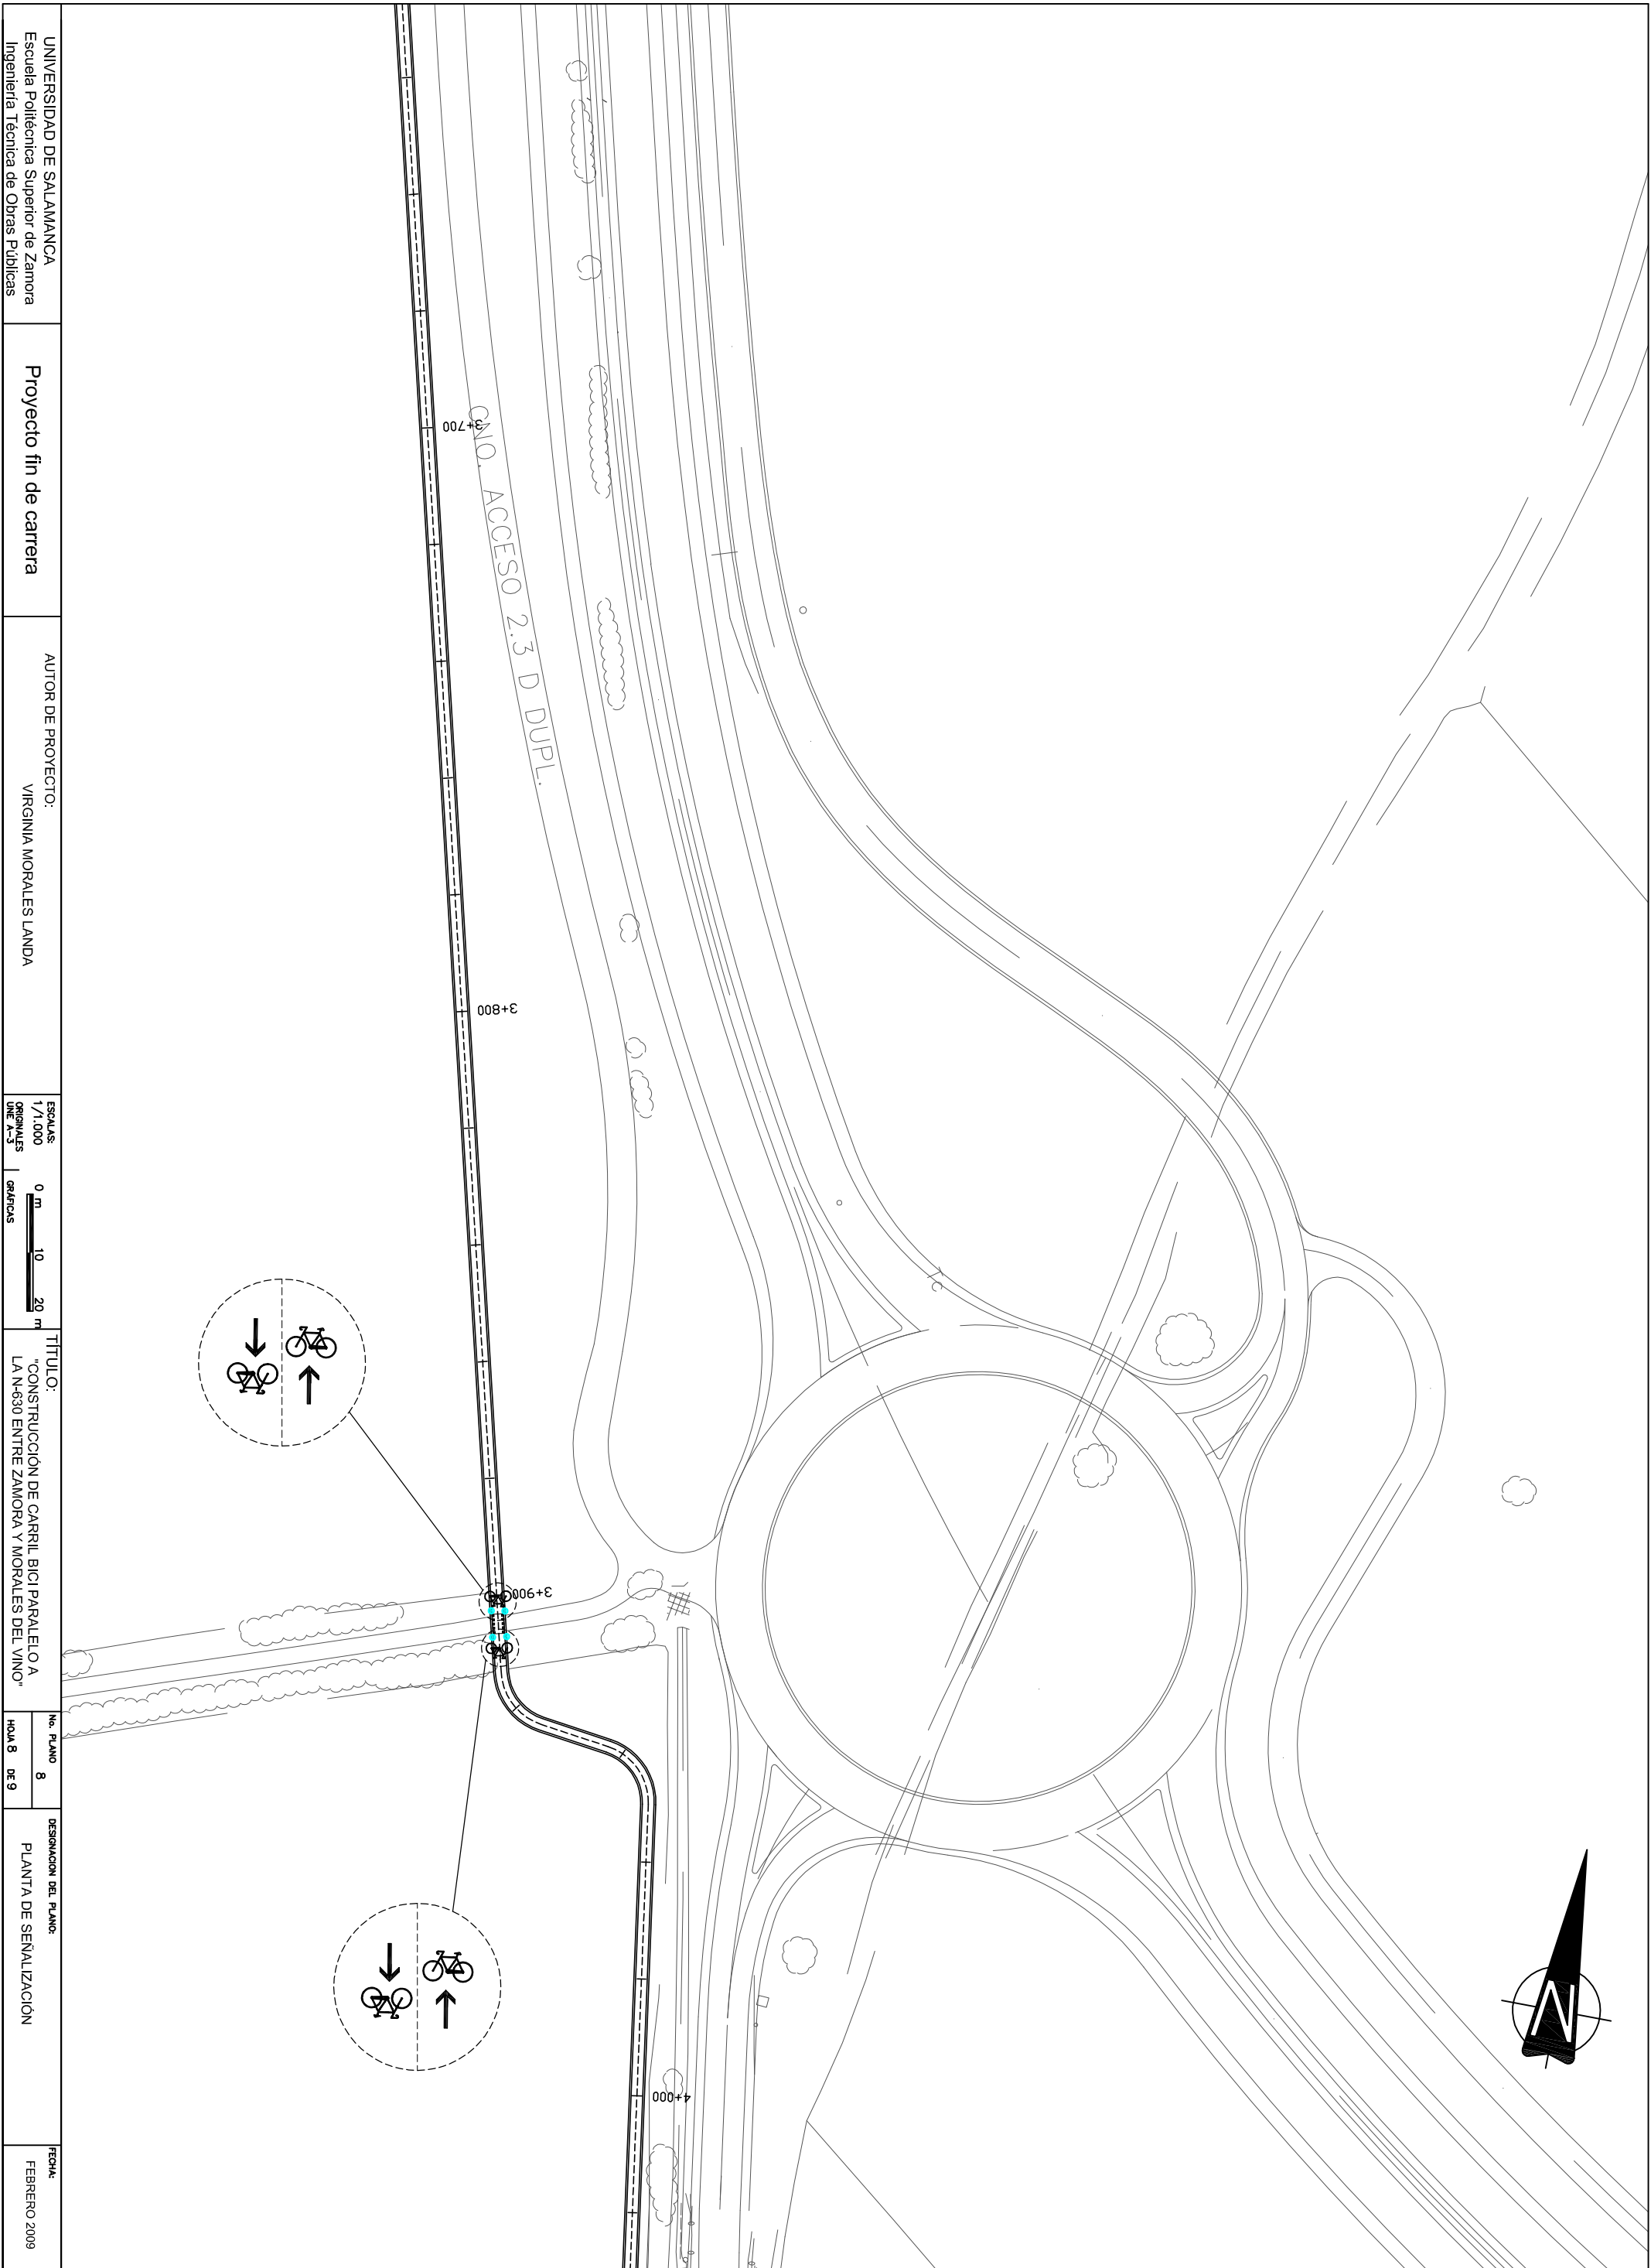 UNIVERSIDAD DE SALAMANCA
Escuela Politécnica Superior de Zamora
Ingeniería Técnica de Obras Públicas
Proyecto fin de carrera
AUTOR DE PROYECTO:
VIRGINIA MORALES LANDA
ESCALAS:
1/1.000
ORIGINALES
UNE A-3
0 m 10 20 m
GRÁFICAS
TÍTULO:
"CONSTRUCCIÓN DE CARRIL BICI PARALELO A
LA N-630 ENTRE ZAMORA Y MORALES DEL VINO"
No. PLANO
8
HOJA 8 DE 9
DESIGNACION DEL PLANO:
PLANTA DE SEÑALIZACIÓN
FECHA:
FEBRERO 2009
3+700
CNO. ACCESO 2.3 D DUPL.
3+800
3+900
4+000
N